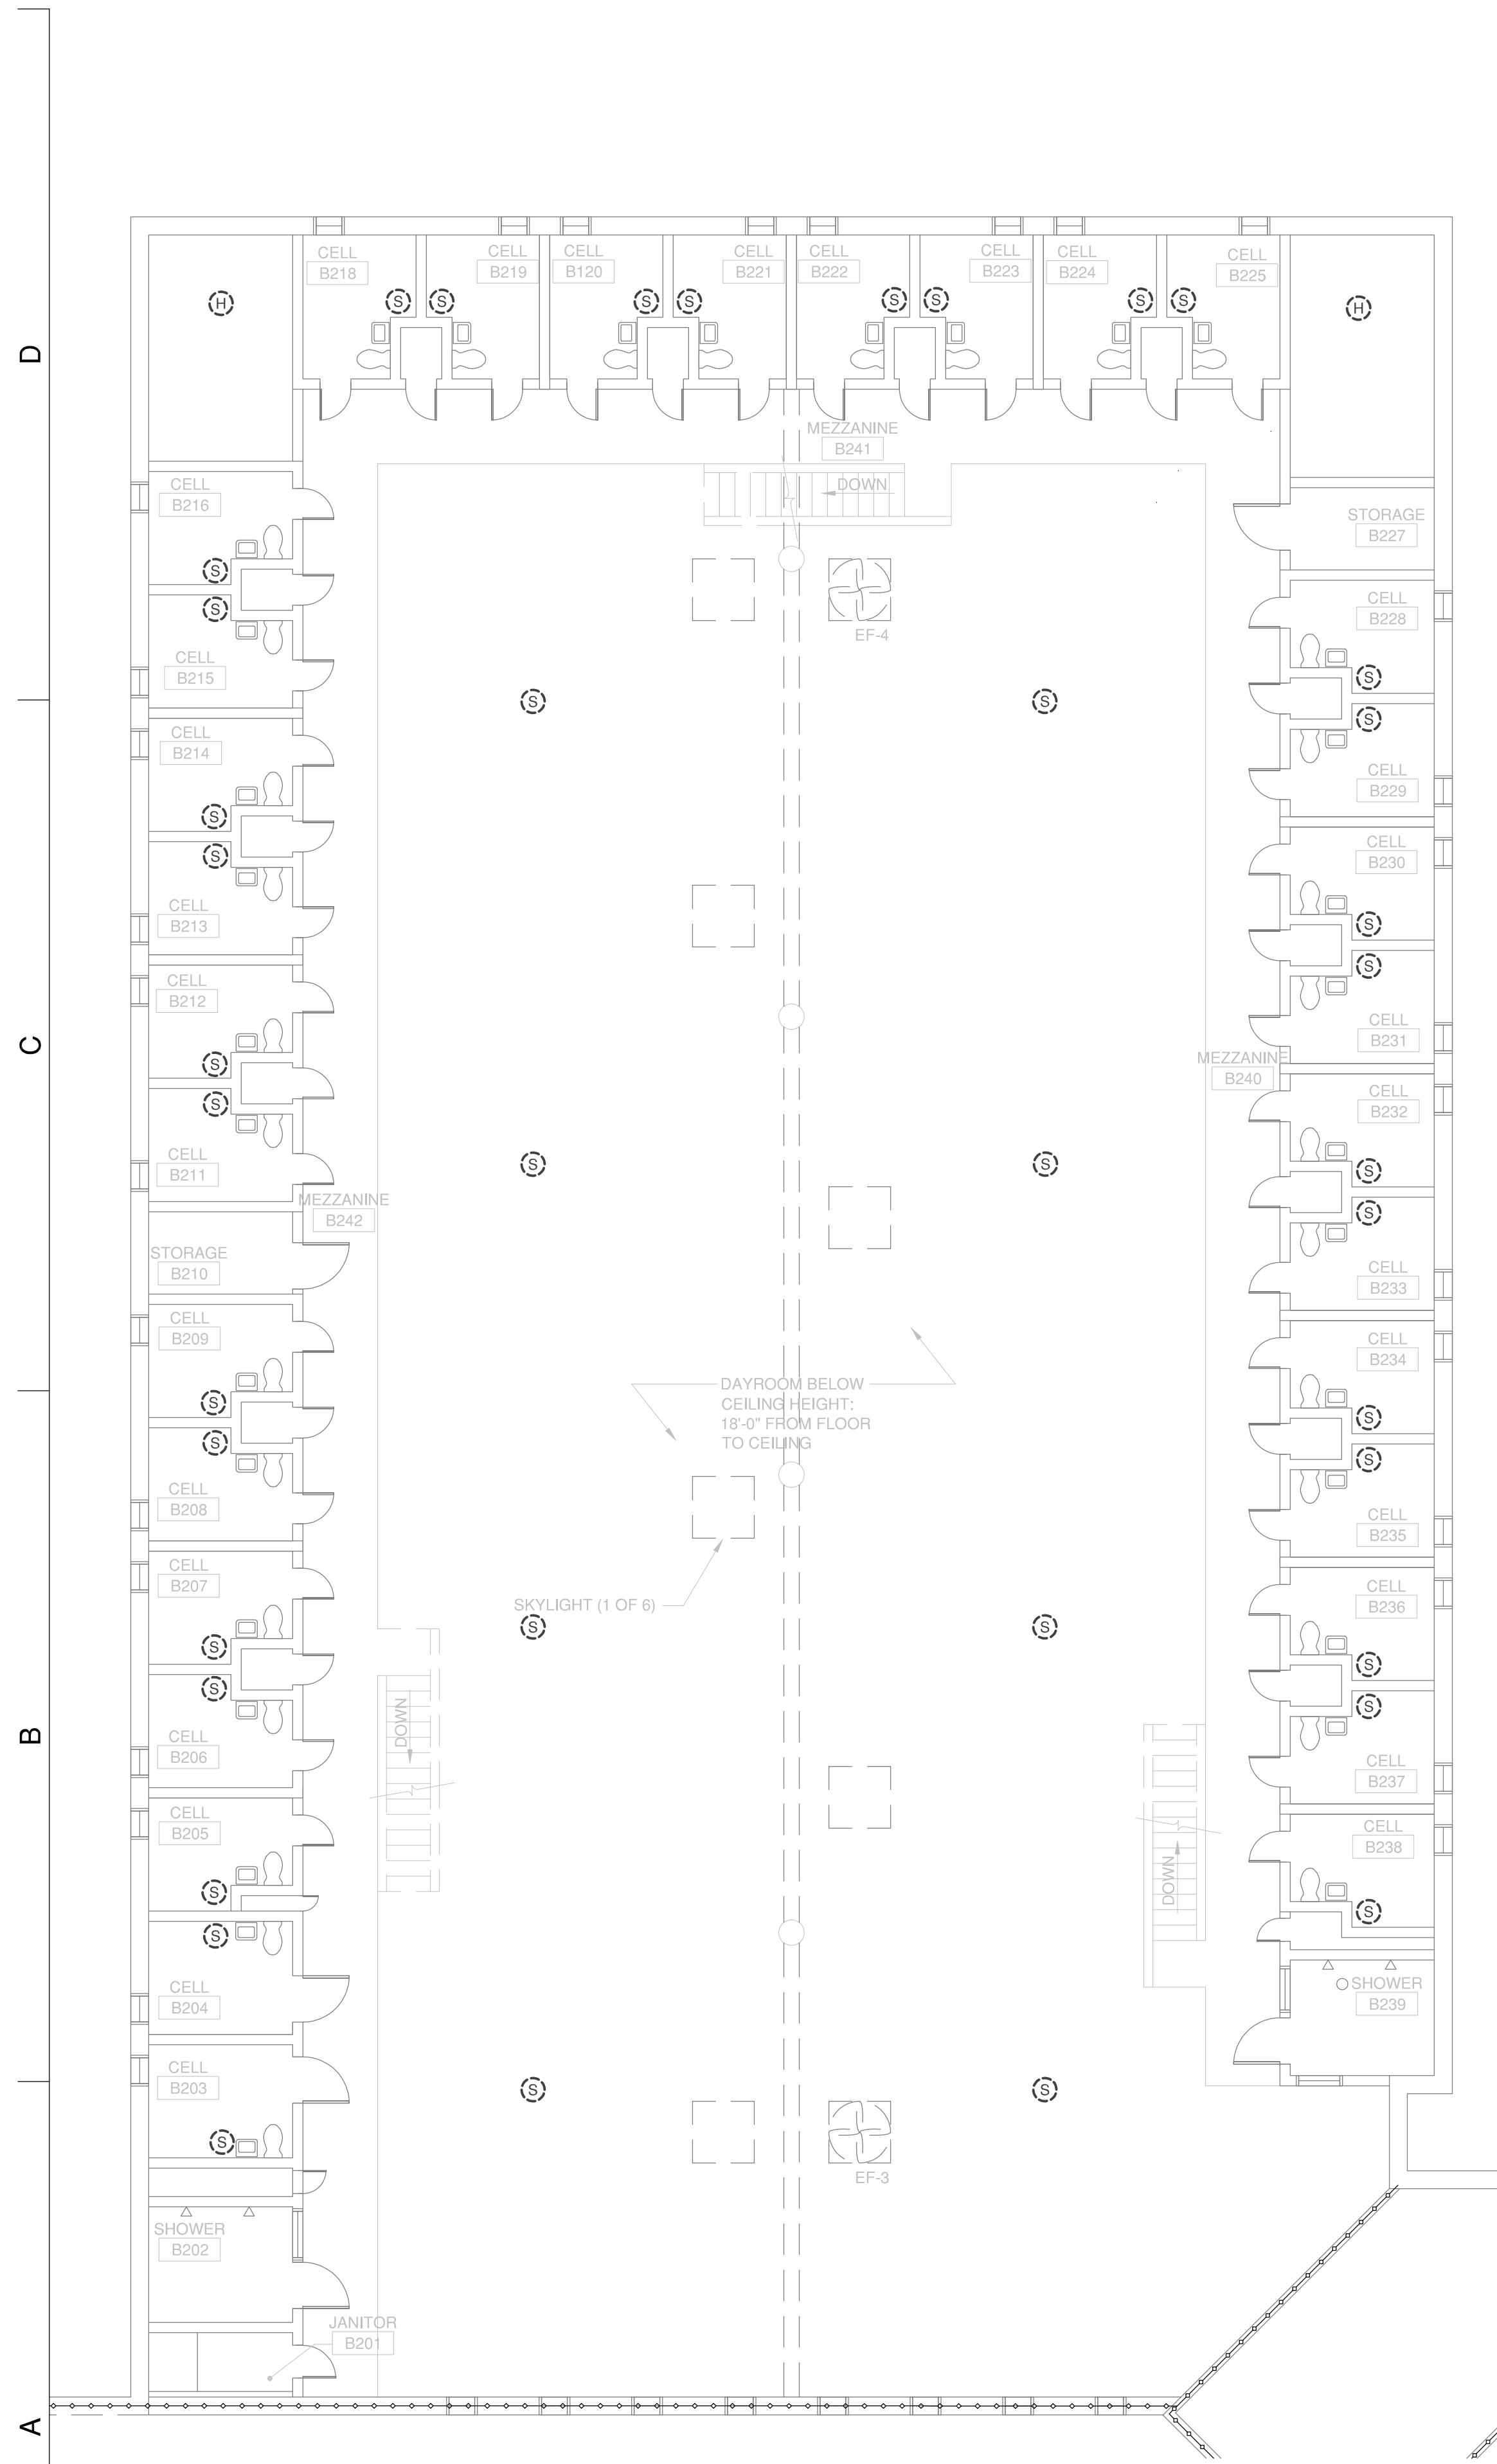 D
CELL
B218
CELL
B219
CELL
B120
CELL
B221
CELL
B222
CELL
B223
CELL
B224
CELL
B225
H
S
S
S
S
S
S
S
S
H
MEZZANINE
B241
DOWN
CELL
B216
S
S
CELL
B215
STORAGE
B227
CELL
B228
S
S
CELL
B229
EF-4
S
S
CELL
B214
S
S
CELL
B213
CELL
B230
S
S
CELL
B231
C
CELL
B212
S
S
CELL
B211
MEZZANINE
B240
CELL
B232
S
S
CELL
B233
S
S
MEZZANINE
B242
STORAGE
B210
CELL
B209
S
S
CELL
B208
CELL
B234
S
S
CELL
B235
DAYROOM BELOW
CEILING HEIGHT:
18'-0" FROM FLOOR
TO CEILING
SKYLIGHT (1 OF 6)
S
S
CELL
B207
S
S
CELL
B206
CELL
B236
S
S
CELL
B237
B
DOWN
DOWN
CELL
B205
S
S
CELL
B204
CELL
B238
S
SHOWER
B239
CELL
B203
S
S
S
EF-3
SHOWER
B202
JANITOR
B201
A